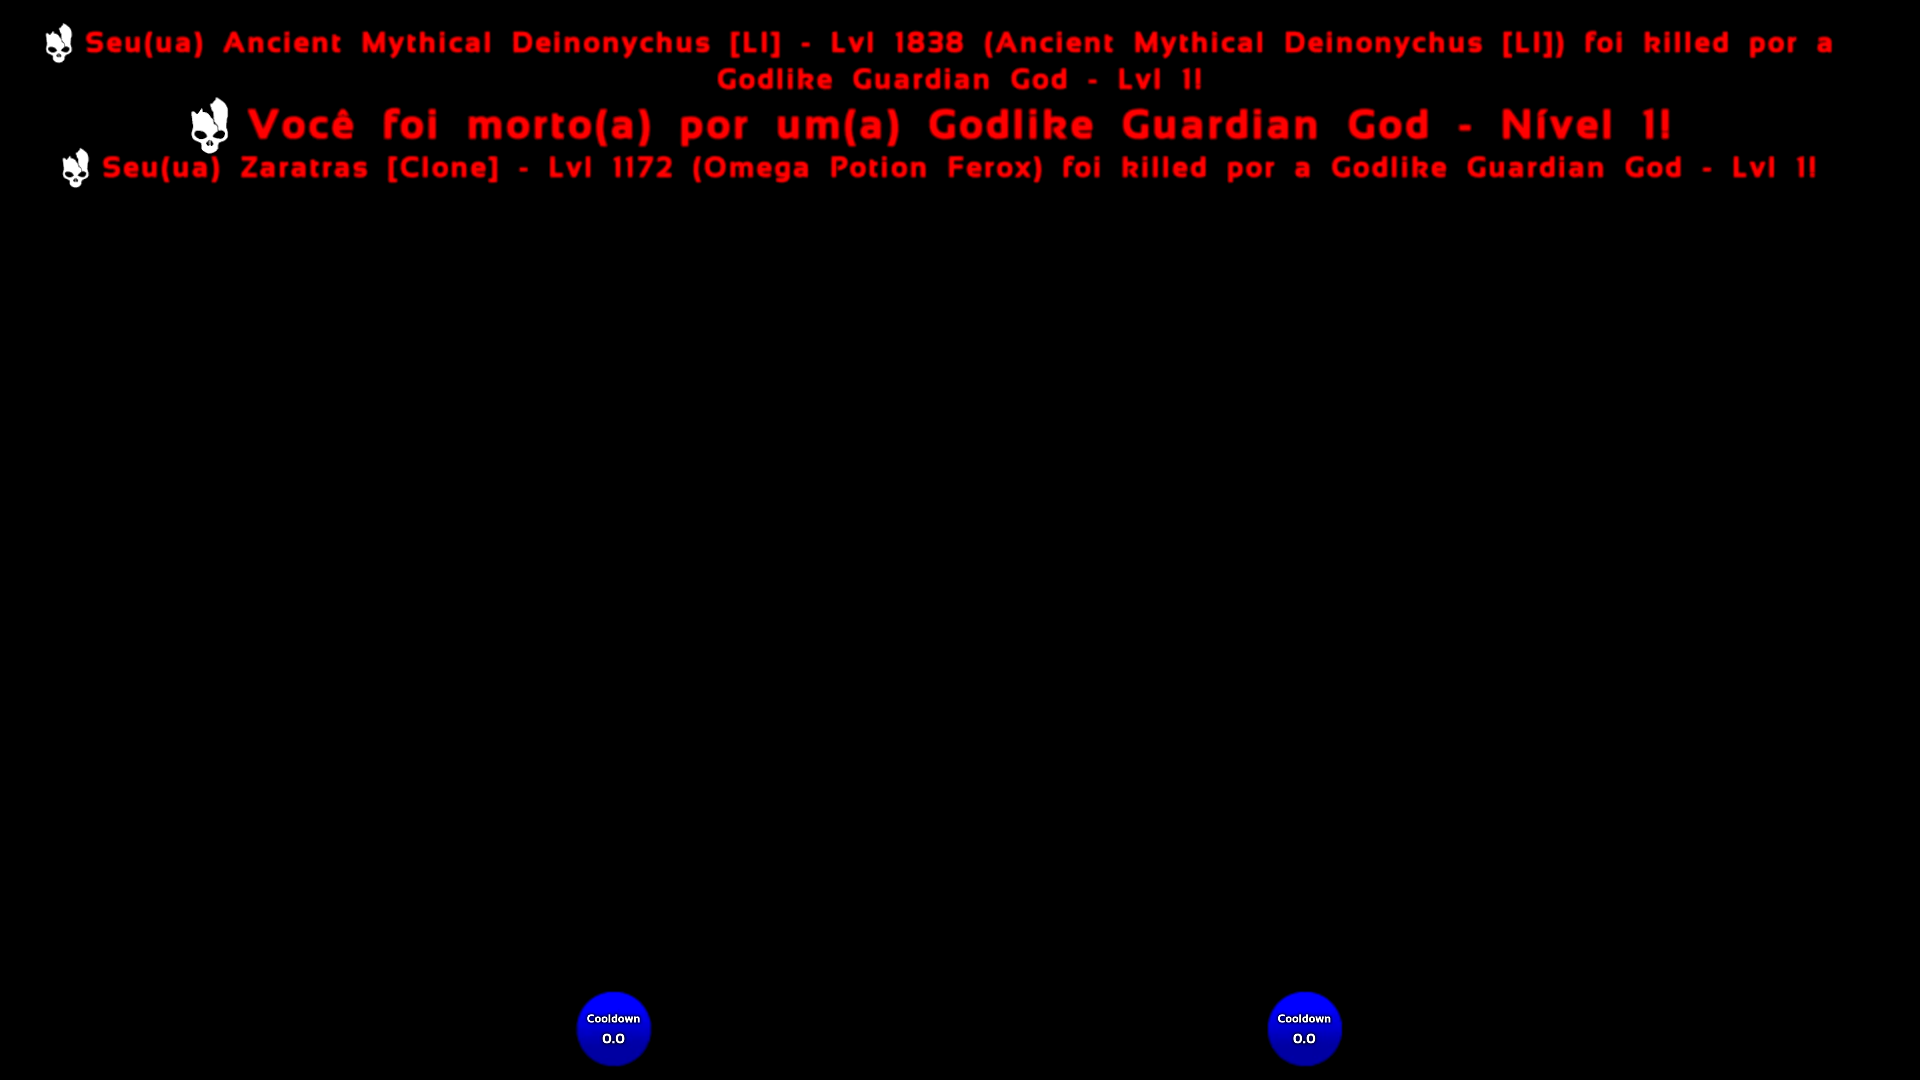 Seu(ua) Ancient Mythical Deinonychus [LI] - Lvl 1838 (Ancient Mythical Deinonychus [LI]) foi killed por a
Godlike Guardian God - Lvl 1!
Você foi morto(a) por um(a) Godlike Guardian God - Nível 1!
Seu(ua) Zaratras [Clone] - Lvl 1172 (Omega Potion Ferox) foi killed por a Godlike Guardian God - Lvl 1!
Cooldown
0.0
Cooldown
0.0